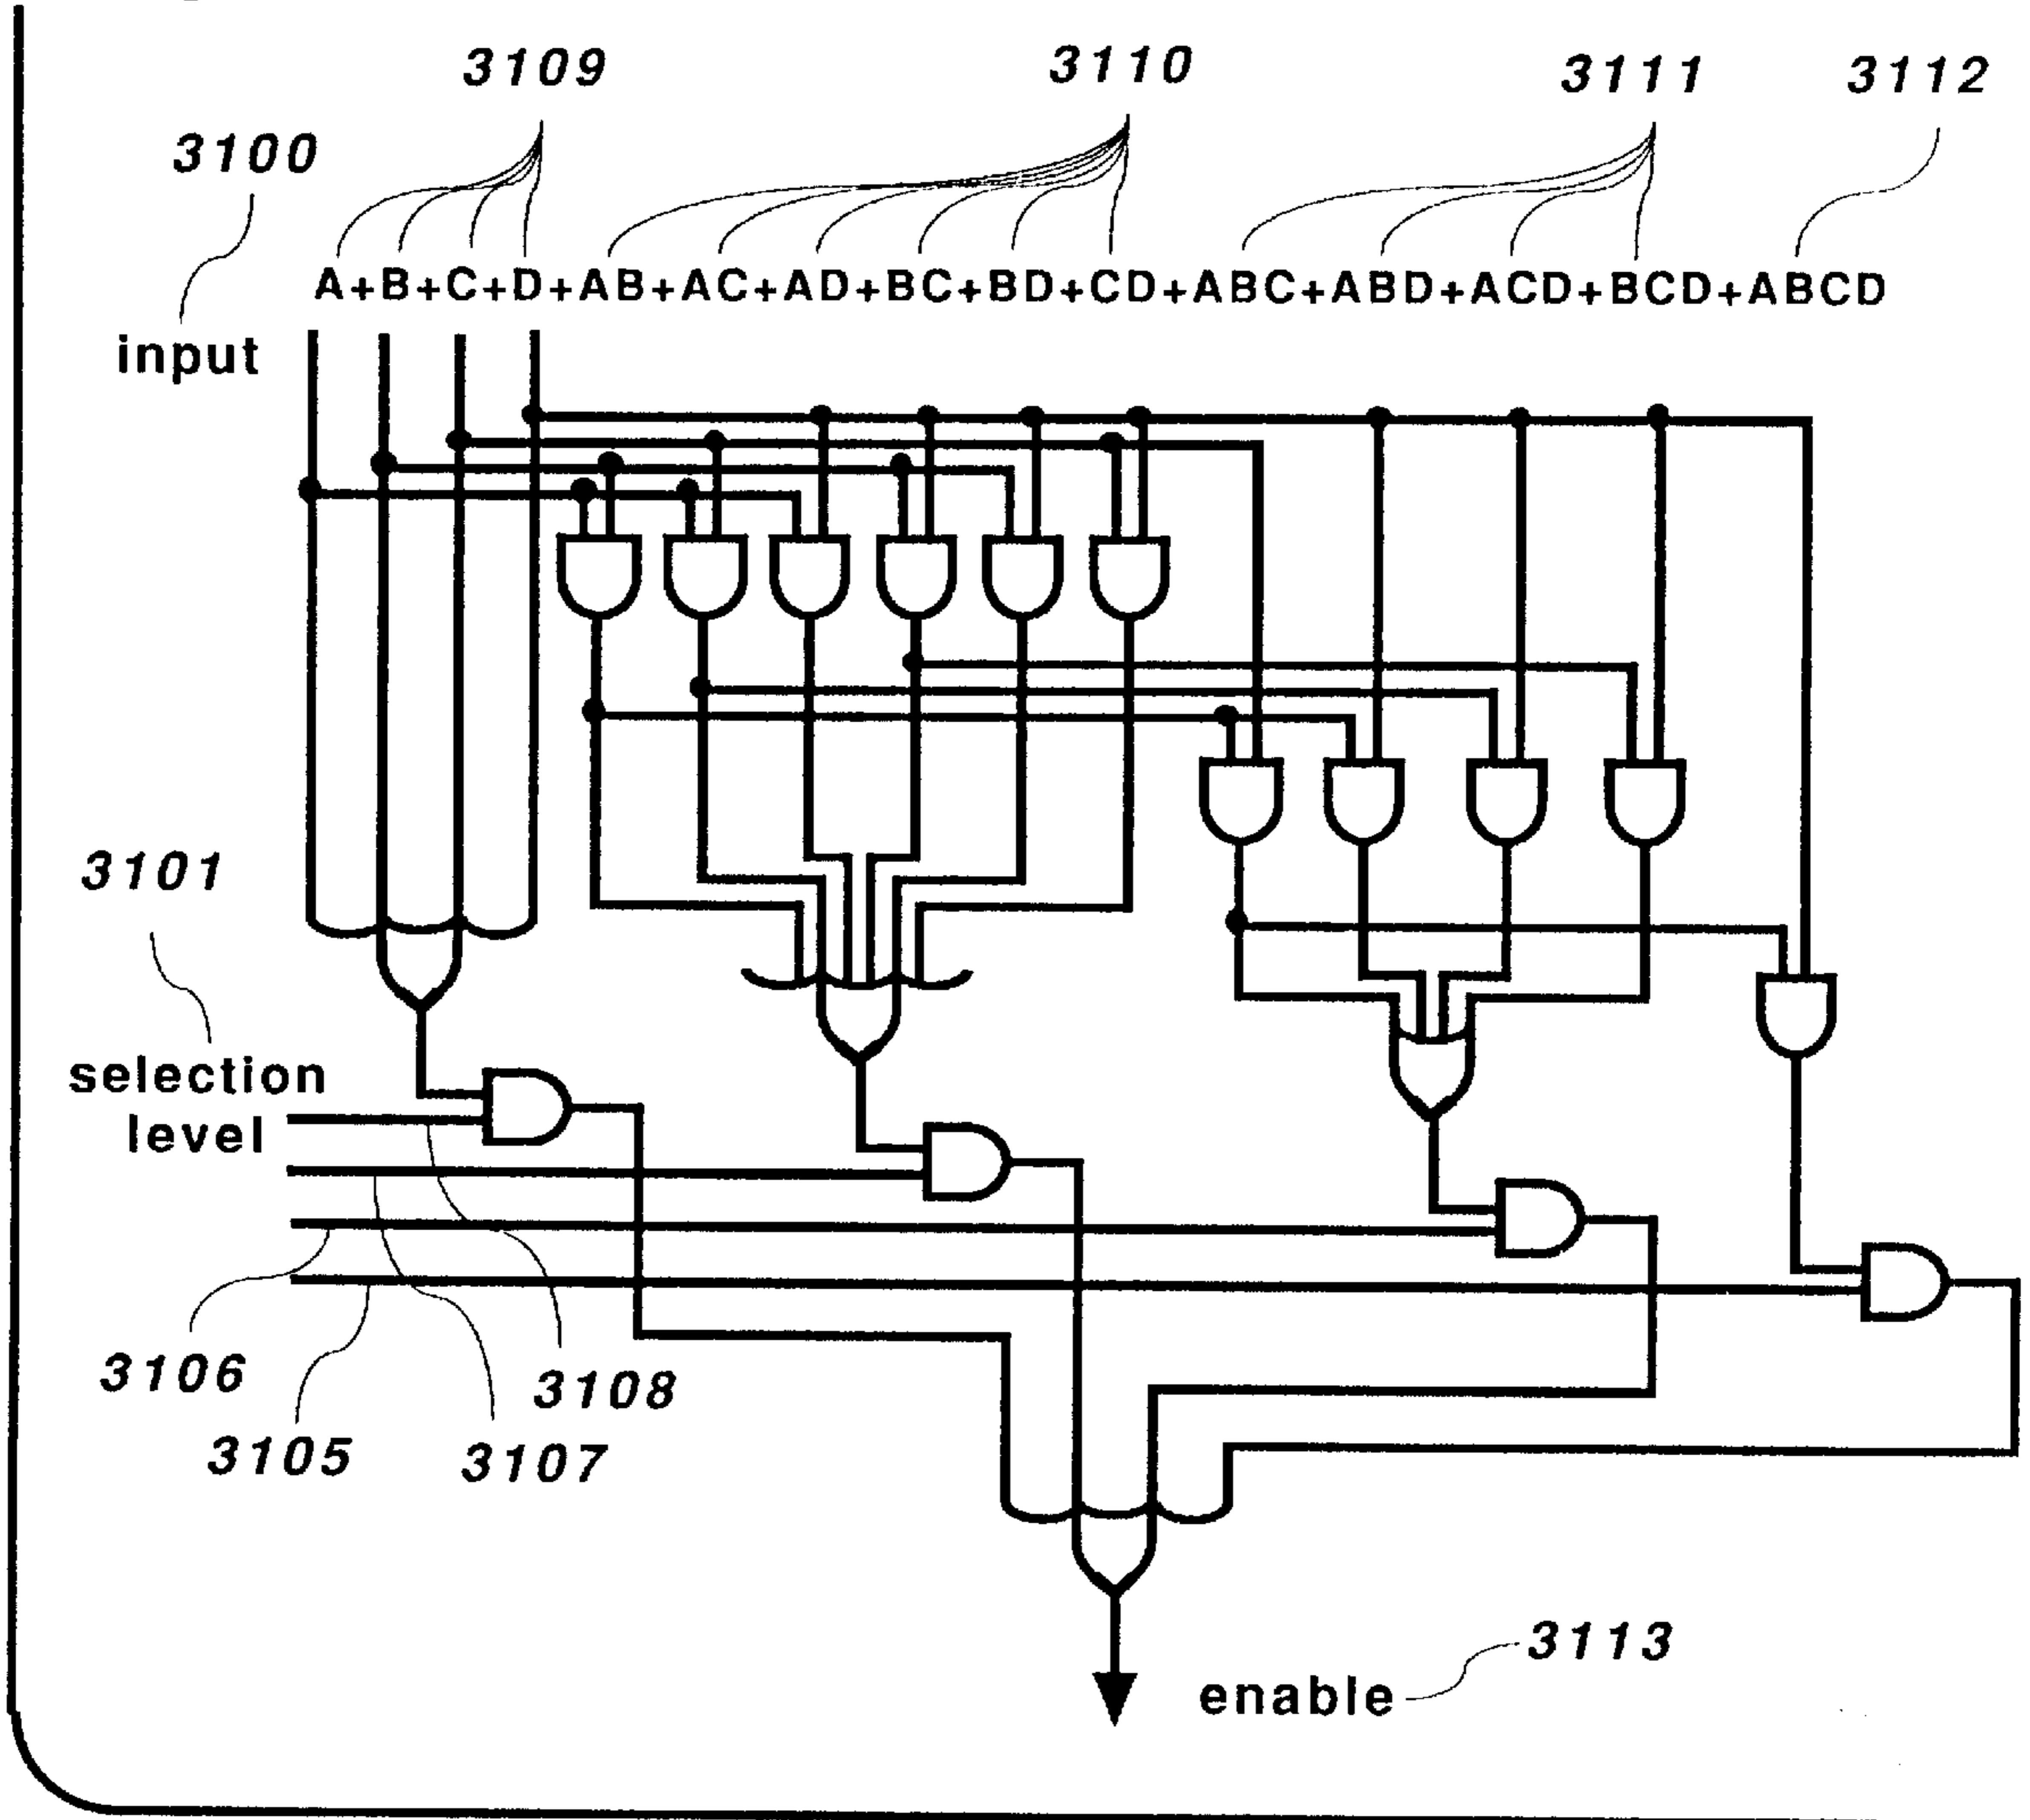 3109 3110 3111 3112
3100
A+B+C+D+AB+AC+AD+BC+BD+CD+ABC+ABD+ACD+BCD+ABCD
input
3101
selection
level
3106 3108
3105 3107
3113
enable